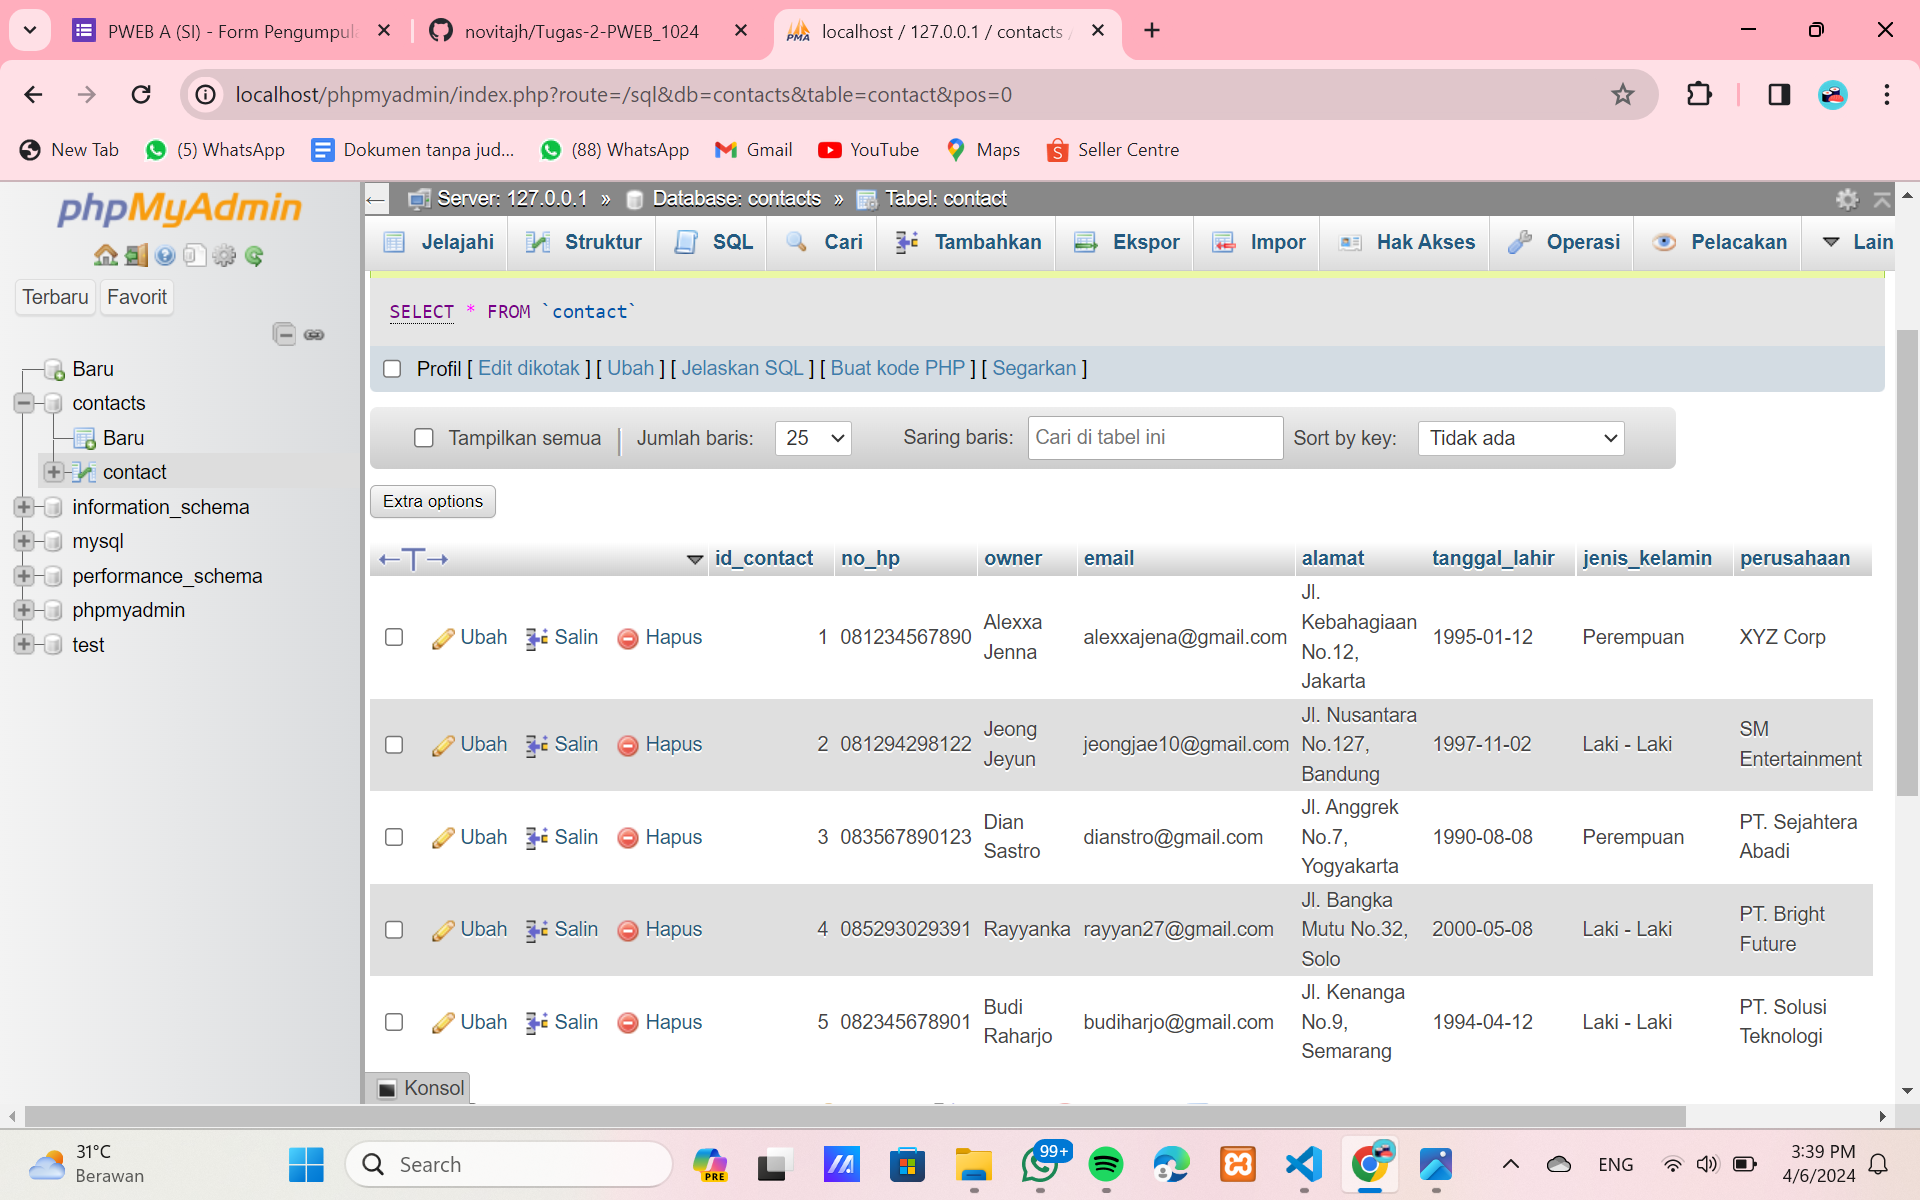 PWEB A (SI) - Form Pengumpula
novitajh/Tugas-2-PWEB_1024
localhost / 127.0.0.1 / contacts /
localhost/phpmyadmin/index.php?route=/sql&db=contacts&table=contact&pos=0
New Tab
(5) WhatsApp
Dokumen tanpa jud...
(88) WhatsApp
Gmail
YouTube
Maps
Seller Centre
phpMyAdmin
Terbaru Favorit
Baru
contacts
Baru
contact
information_schema
mysql
performance_schema
phpmyadmin
test
Server: 127.0.0.1 » Database: contacts » Tabel: contact
Jelajahi Struktur SQL Cari Tambahkan Ekspor Impor Hak Akses Operasi Pelacakan Lain
SELECT * FROM `contact`
Profil [ Edit dikotak ] [ Ubah ] [ Jelaskan SQL ] [ Buat kode PHP ] [ Segarkan ]
Tampilkan semua | Jumlah baris: 25 Saring baris: Cari di tabel ini Sort by key: Tidak ada
Extra options
←T→ id_contact no_hp owner email alamat tanggal_lahir jenis_kelamin perusahaan
Ubah Salin Hapus 1 081234567890 Alexxa Jenna alexxajena@gmail.com Jl. Kebahagiaan No.12, Jakarta 1995-01-12 Perempuan XYZ Corp
Ubah Salin Hapus 2 081294298122 Jeong Jeyun jeongjae10@gmail.com Jl. Nusantara No.127, Bandung 1997-11-02 Laki - Laki SM Entertainment
Ubah Salin Hapus 3 083567890123 Dian Sastro dianstro@gmail.com Jl. Anggrek No.7, Yogyakarta 1990-08-08 Perempuan PT. Sejahtera Abadi
Ubah Salin Hapus 4 085293029391 Rayyanka rayyan27@gmail.com Jl. Bangka Mutu No.32, Solo 2000-05-08 Laki - Laki PT. Bright Future
Ubah Salin Hapus 5 082345678901 Budi Raharjo budiharjo@gmail.com Jl. Kenanga No.9, Semarang 1994-04-12 Laki - Laki PT. Solusi Teknologi
Konsol
31°C
Berawan
Search
PRE
99+
ENG
3:39 PM
4/6/2024